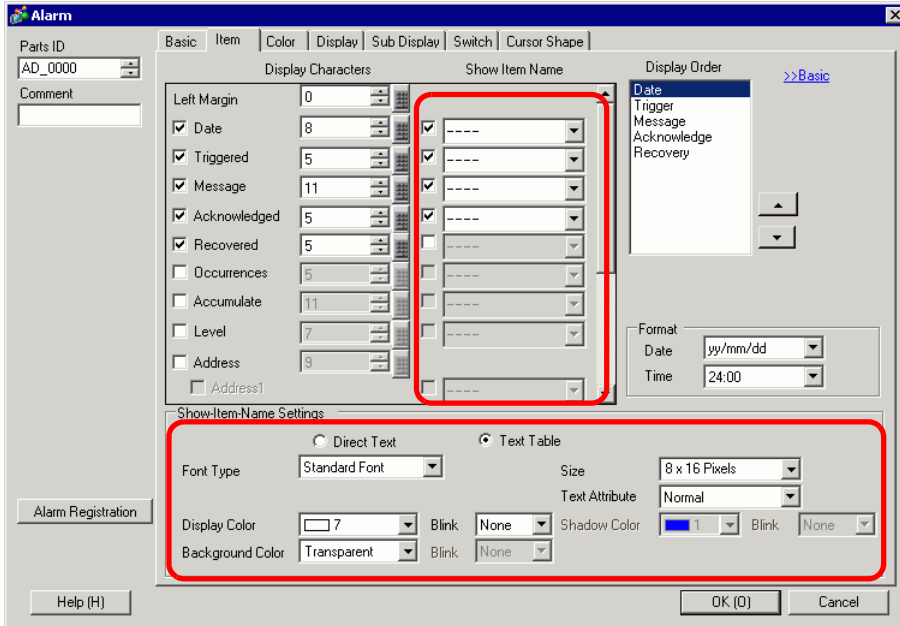 Alarm
Parts ID
AD_0000
Comment
Alarm Registration
Help (H)
Basic Item Color Display Sub Display Switch Cursor Shape
Display Characters Show Item Name
Left Margin 0
Date 8 ----
Triggered 5 ----
Message 11 ----
Acknowledged 5 ----
Recovered 5 ----
Occurrences 5 ----
Accumulate 11 ----
Level 7 ----
Address 9
Address1 ----
Display Order >>Basic
Date
Trigger
Message
Acknowledge
Recovery
Format
Date yy/mm/dd
Time 24:00
Show-Item-Name Settings
Direct Text Text Table
Font Type Standard Font Size 8 x 16 Pixels
Text Attribute Normal
Display Color 7 Blink None Shadow Color 1 Blink None
Background Color Transparent Blink None
OK (O) Cancel